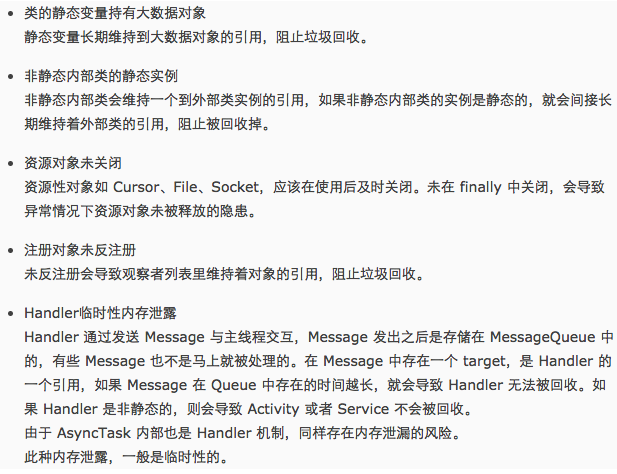 类的静态变量持有大数据对象
静态变量长期维持到大数据对象的引用，阻止垃圾回收。
非静态内部类的静态实例
非静态内部类会维持一个到外部类实例的引用，如果非静态内部类的实例是静态的，就会间接长
期维持着外部类的引用，阻止被回收掉。
资源对象未关闭
资源性对象如 Cursor、File、Socket，应该在使用后及时关闭。未在 finally 中关闭，会导致
异常情况下资源对象未被释放的隐患。
注册对象未反注册
未反注册会导致观察者列表里维持着对象的引用，阻止垃圾回收。
Handler临时性内存泄露
Handler 通过发送 Message 与主线程交互，Message 发出之后是存储在 MessageQueue 中
的，有些 Message 也不是马上就被处理的。在 Message 中存在一个 target，是 Handler 的
一个引用，如果 Message 在 Queue 中存在的时间越长，就会导致 Handler 无法被回收。如
果 Handler 是非静态的，则会导致 Activity 或者 Service 不会被回收。
由于 AsyncTask 内部也是 Handler 机制，同样存在内存泄漏的风险。
此种内存泄露，一般是临时性的。